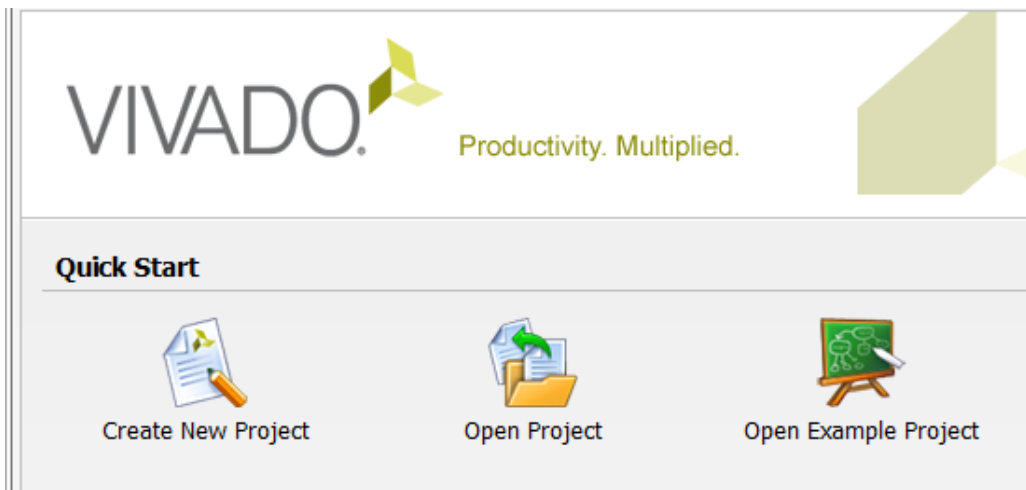 VIVADO.
Productivity. Multiplied.
Quick Start
Create New Project
Open Project
Open Example Project